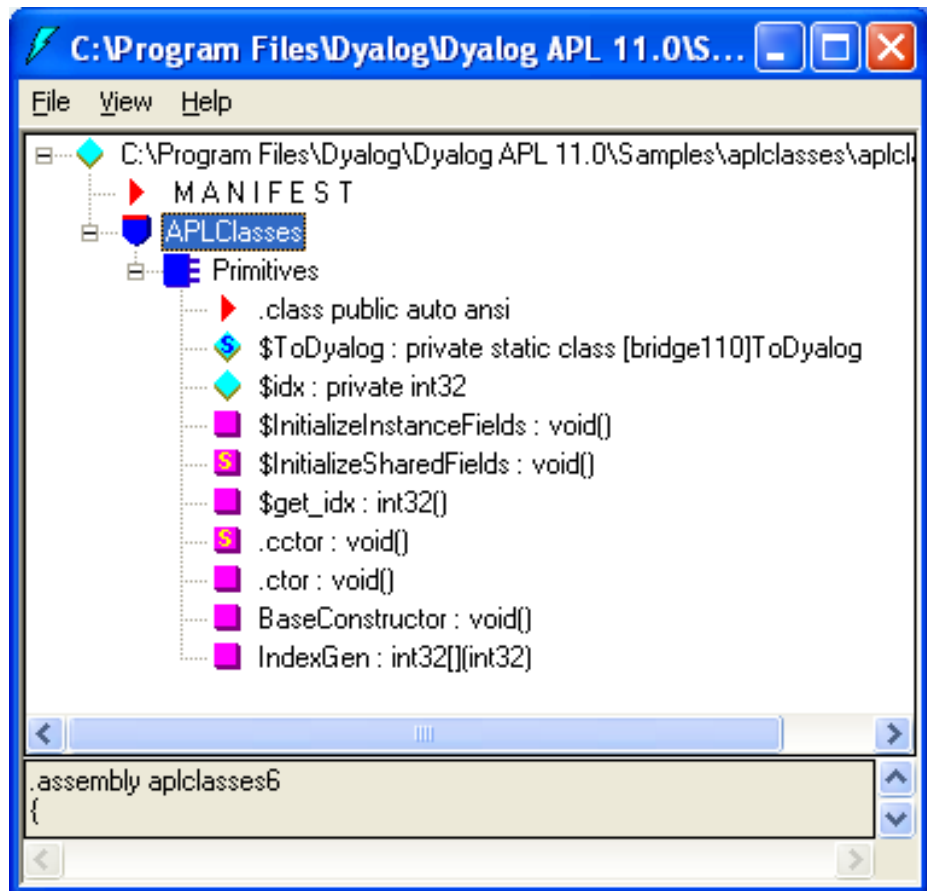 C:\Program Files\Dyalog\Dyalog APL 11.0\S...
File View Help
C:\Program Files\Dyalog\Dyalog APL 11.0\Samples\aplclasses\aplcl
M A N I F E S T
APLClasses
Primitives
.class public auto ansi
$ToDyalog : private static class [bridge110]ToDyalog
$idx : private int32
$InitializeInstanceFields : void()
S $InitializeSharedFields : void()
$get_idx : int32()
S .cctor : void()
.ctor : void()
BaseConstructor : void()
IndexGen : int32[](int32)
.assembly aplclasses6
{